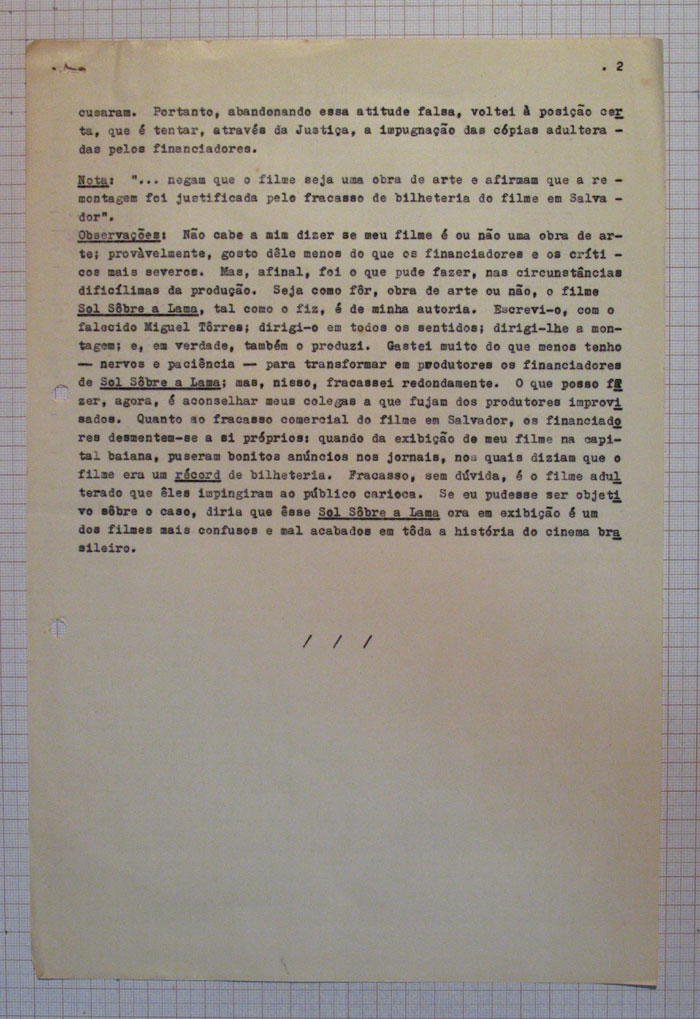 . 2
cusaram. Portanto, abandonando essa atitude falsa, voltei à posição cer
ta, que é tentar, através da Justiça, a impugnação das cópias adultera -
das pelos financiadores.
Nota: "... negam que o filme seja uma obra de arte e afirmam que a re -
montagem foi justificada pelo fracasso de bilheteria do filme em Salva -
dor".
Observações: Não cabe a mim dizer se meu filme é ou não uma obra de ar-
te; provàvelmente, gosto dêle menos do que os financiadores e os críti -
cos mais severos. Mas, afinal, foi o que pude fazer, nas circunstâncias
dificílimas da produção. Seja como fôr, obra de arte ou não, o filme
Sol Sôbre a Lama, tal como o fiz, é de minha autoria. Escrevi-o, com o
falecido Miguel Tôrres; dirigi-o em todos os sentidos; dirigi-lhe a mon-
tagem; e, em verdade, também o produzi. Gastei muito do que menos tenho
— nervos e paciência — para transformar em produtores os financiadores
de Sol Sôbre a Lama; mas, nisso, fracassei redondamente. O que posso fa
zer, agora, é aconselhar meus colegas a que fujam dos produtores improvi
sados. Quanto ao fracasso comercial do filme em Salvador, os financiado
res desmentem-se a si próprios: quando da exibição de meu filme na capi-
tal baiana, puseram bonitos anúncios nos jornais, nos quais diziam que o
filme era um récord de bilheteria. Fracasso, sem dúvida, é o filme adul
terado que êles impingiram ao público carioca. Se eu pudesse ser objeti
vo sôbre o caso, diria que êsse Sol Sôbre a Lama ora em exibição é um
dos filmes mais confusos e mal acabados em tôda a história do cinema bra
sileiro.
/ / /